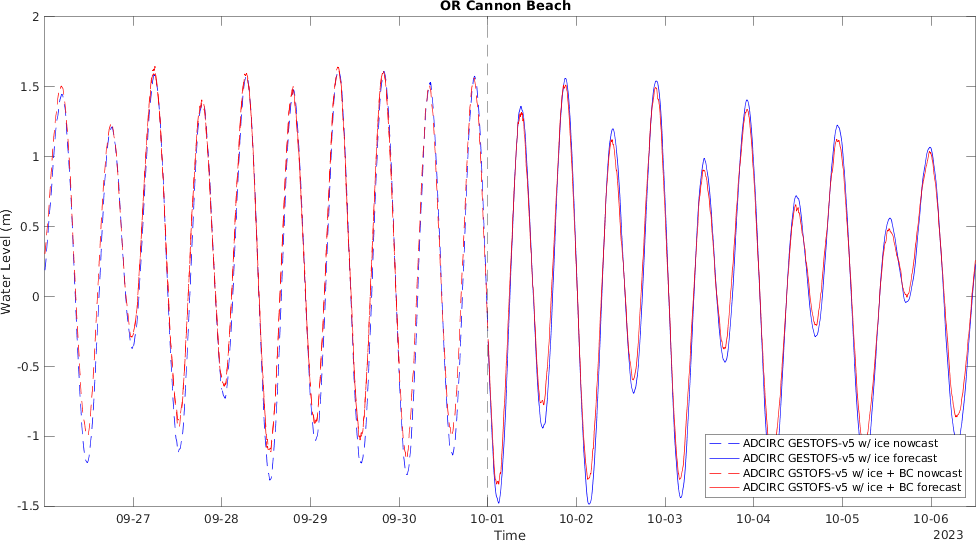 OR Cannon Beach
2
1.5
1
0.5
0
-0.5
-1
-1.5
Water Level (m)
ADCIRC GESTOFS-v5 w/ ice nowcast
ADCIRC GESTOFS-v5 w/ ice forecast
ADCIRC GSTOFS-v5 w/ ice + BC nowcast
ADCIRC GSTOFS-v5 w/ ice + BC forecast
09-27 09-28 09-29 09-30 10-01 10-02 10-03 10-04 10-05 10-06
Time
2023